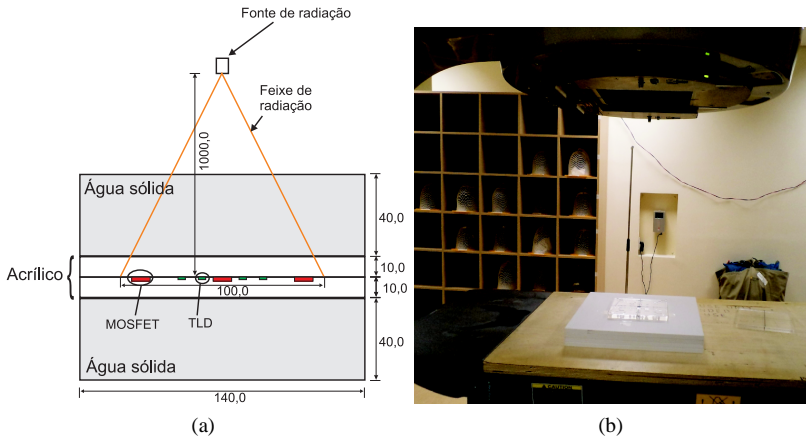 Fonte de radiação
Feixe de
radiação
1000,0
Água sólida
40,0
Acrílico
10,0
10,0
100,0
MOSFET
TLD
40,0
Água sólida
140,0
CAUTION
(a)
(b)